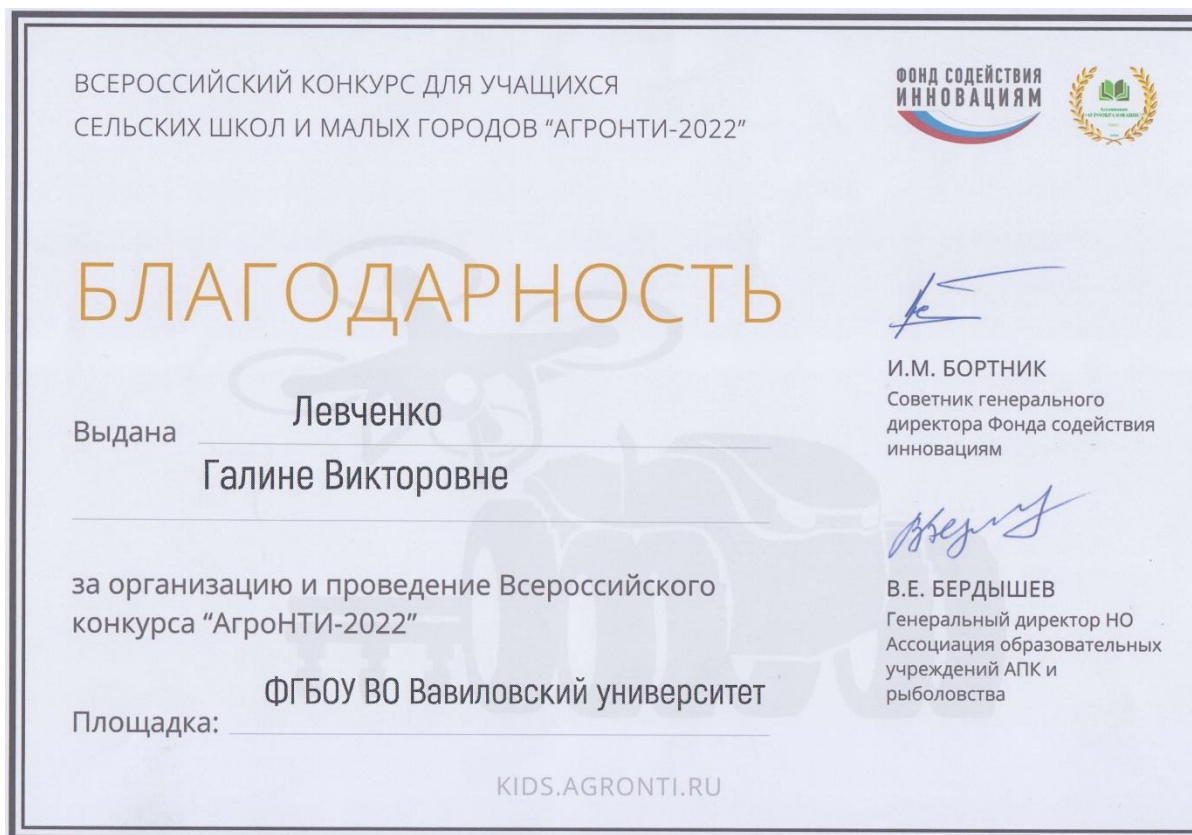 ВСЕРОССИЙСКИЙ КОНКУРС ДЛЯ УЧАЩИХСЯ
СЕЛЬСКИХ ШКОЛ И МАЛЫХ ГОРОДОВ “АГРОНТИ-2022”
ФОНД СОДЕЙСТВИЯ
ИННОВАЦИЯМ
БЛАГОДАРНОСТЬ
Выдана Левченко
Галине Викторовне
за организацию и проведение Всероссийского
конкурса “АгроНТИ-2022”
Площадка: ФГБОУ ВО Вавиловский университет
И.М. БОРТНИК
Советник генерального
директора Фонда содействия
инновациям
В.Е. БЕРДЫШЕВ
Генеральный директор НО
Ассоциация образовательных
учреждений АПК и
рыболовства
KIDS.AGRONTI.RU